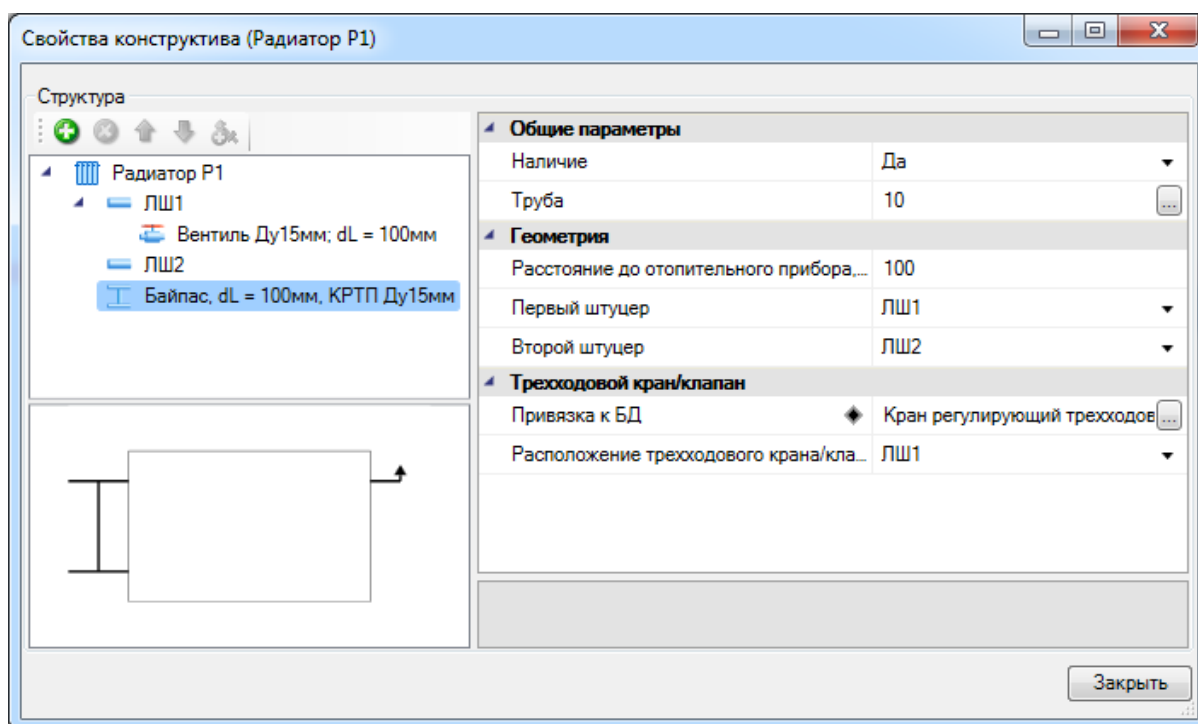 Свойства конструктива (Радиатор P1)
Структура
Радиатор P1
ЛШ1
Вентиль Ду15мм; dL = 100мм
ЛШ2
Байпас, dL = 100мм, КРТП Ду15мм
Общие параметры
Наличие Да
Труба 10 ...
Геометрия
Расстояние до отопительного прибора,... 100
Первый штуцер ЛШ1
Второй штуцер ЛШ2
Трехходовой кран/клапан
Привязка к БД Кран регулирующий трехходов ...
Расположение трехходового крана/кла... ЛШ1
Закрыть